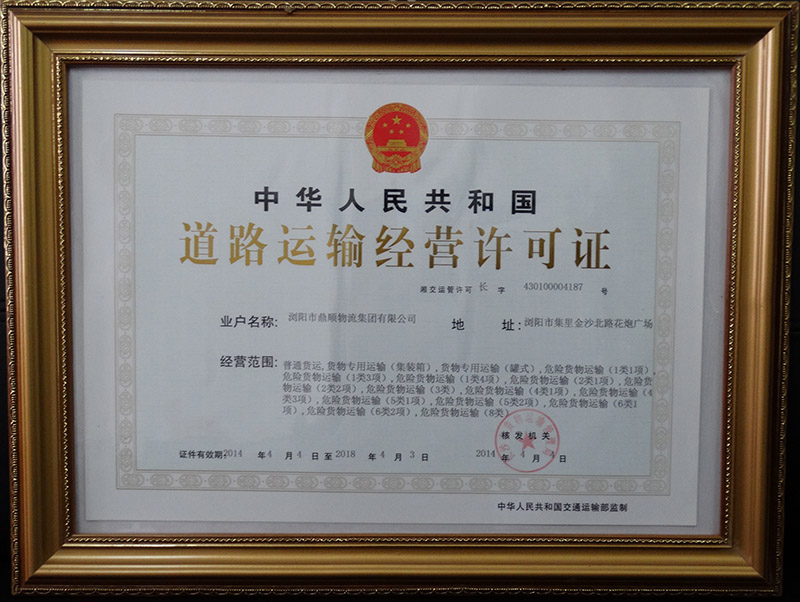 中华人民共和国
道路运输经营许可证
湘交运管许可 长 字 430100004187 号
业户名称: 浏阳市鼎顺物流集团有限公司 地 址: 浏阳市集里金沙北路花炮广场
经营范围: 普通货运,货物专用运输(集装箱),货物专用运输(罐式),危险货物运输(1类1项),
危险货物运输(1类3项),危险货物运输(1类4项),危险货物运输(2类1项),危险货
物运输(2类2项),危险货物运输(3类),危险货物运输(4类1项),危险货物运输(4
类3项),危险货物运输(5类1项),危险货物运输(5类2项),危险货物运输(6类1
项),危险货物运输(6类2项),危险货物运输(8类)
核发机关
证件有效期: 2014 年 4 月 4 日 至 2018 年 4 月 3 日 2014 年 4 月 4 日
中华人民共和国交通运输部监制